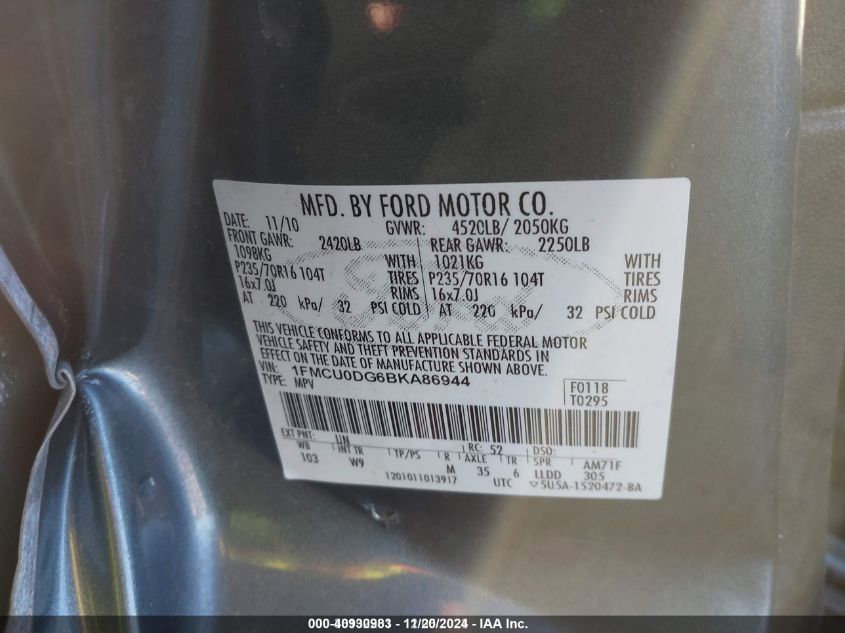 MFD. BY FORD MOTOR CO.
DATE: 11/10 GVWR: 4520LB/ 2050KG
FRONT GAWR: 2420LB REAR GAWR: 2250LB
1098KG WITH 1021KG WITH
P235/70R16 104T TIRES P235/70R16 104T TIRES
16x7.0J RIMS 16x7.0J RIMS
AT 220 kPa/ 32 PSI COLD AT 220 kPa/ 32 PSI COLD
THIS VEHICLE CONFORMS TO ALL APPLICABLE FEDERAL MOTOR
VEHICLE SAFETY AND THEFT PREVENTION STANDARDS IN
EFFECT ON THE DATE OF MANUFACTURE SHOWN ABOVE.
VIN: 1FMCU0DG6BKA86944 F0118
TYPE: MPV T0295
EXT PNT: UN RC: 52 DSO:
WB INT TR TP/PS R AXLE TR SPR AM71F
103 W9 M 35 6 LLDD 305
1201011013917 UTC 5U5A-1520472-BA
000-40930983 - 11/20/2024 - IAA Inc.